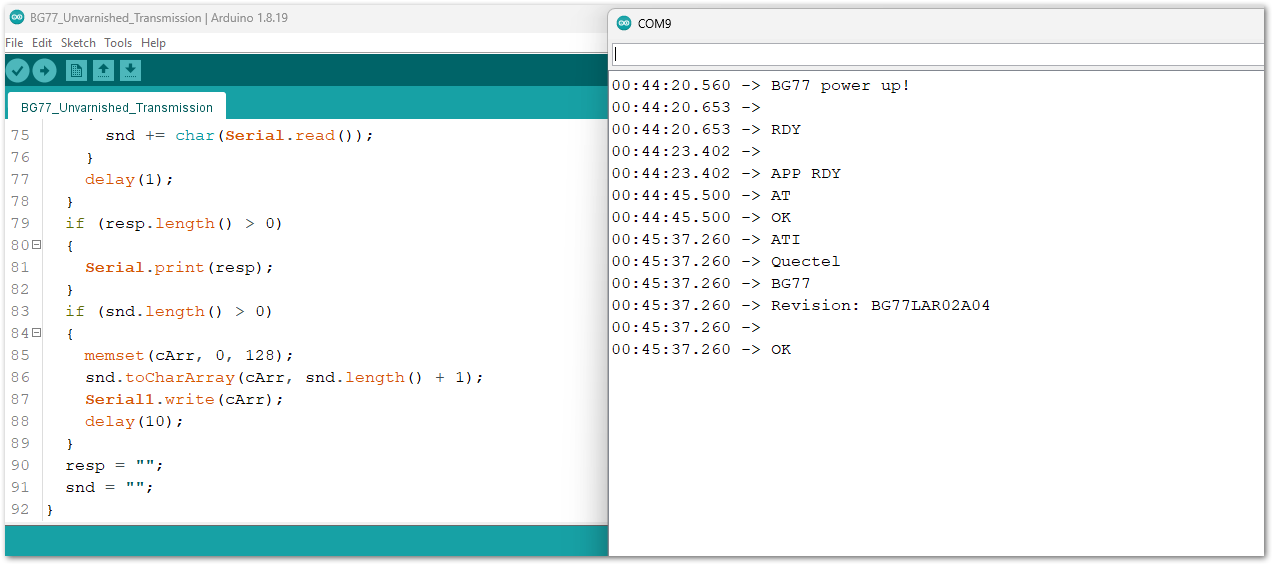 BG77_Unvarnished_Transmission | Arduino 1.8.19
File Edit Sketch Tools Help
BG77_Unvarnished_Transmission
75 snd += char(Serial.read());
76 }
77 delay(1);
78 }
79 if (resp.length() > 0)
80 {
81 Serial.print(resp);
82 }
83 if (snd.length() > 0)
84 {
85 memset(cArr, 0, 128);
86 snd.toCharArray(cArr, snd.length() + 1);
87 Serial1.write(cArr);
88 delay(10);
89 }
90 resp = "";
91 snd = "";
92 }
COM9
00:44:20.560 -> BG77 power up!
00:44:20.653 ->
00:44:20.653 -> RDY
00:44:23.402 ->
00:44:23.402 -> APP RDY
00:44:45.500 -> AT
00:44:45.500 -> OK
00:45:37.260 -> ATI
00:45:37.260 -> Quectel
00:45:37.260 -> BG77
00:45:37.260 -> Revision: BG77LAR02A04
00:45:37.260 ->
00:45:37.260 -> OK